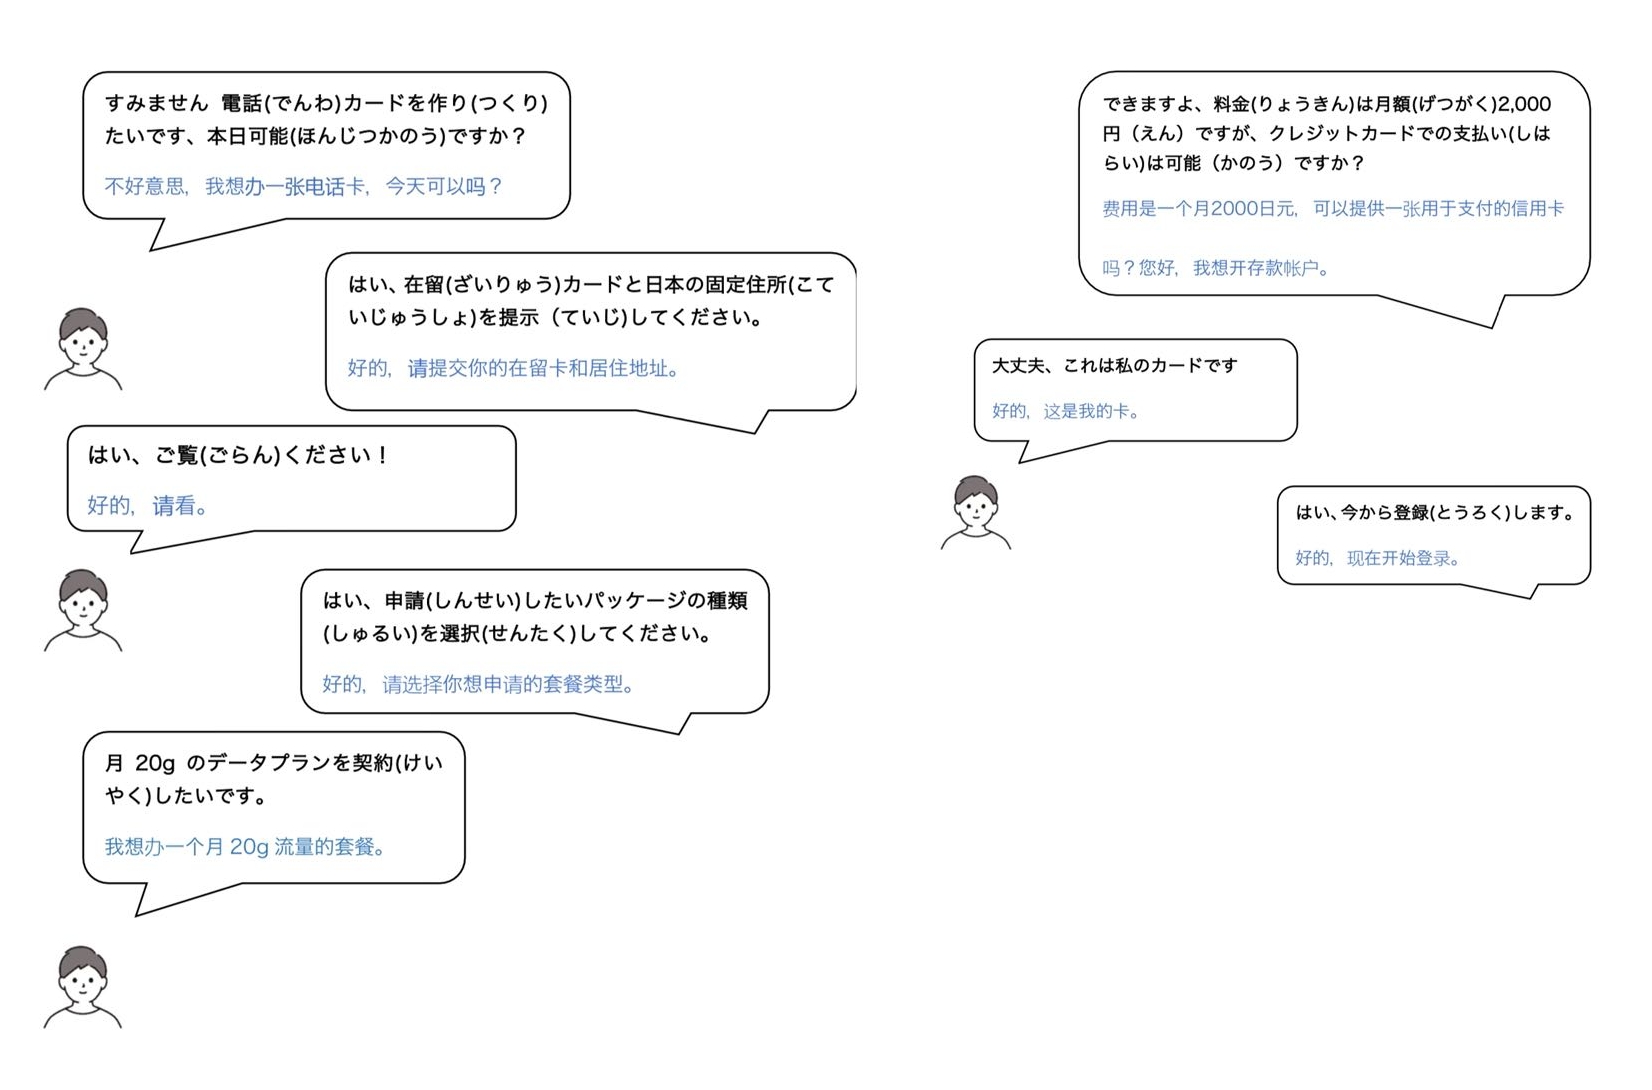 すみません 電話(でんわ)カードを作り(つくり)
たいです、本日可能(ほんじつかのう)ですか？
不好意思，我想办一张电话卡，今天可以吗？
はい、在留(ざいりゅう)カードと日本の固定住所(こて
いじゅうしょ)を提示（ていじ)してください。
好的，请提交你的在留卡和居住地址。
はい、ご覧(ごらん)ください！
好的，请看。
はい、申請(しんせい)したいパッケージの種類
(しゅるい)を選択(せんたく)してください。
好的，请选择你想申请的套餐类型。
月 20g のデータプランを契約(けい
やく)したいです。
我想办一个月 20g 流量的套餐。
できますよ、料金(りょうきん)は月額(げつがく)2,000
円（えん）ですが、クレジットカードでの支払い(しは
らい)は可能（かのう）ですか？
费用是一个月2000日元，可以提供一张用于支付的信用卡
吗？您好，我想开存款帐户。
大丈夫、これは私のカードです
好的，这是我的卡。
はい、今から登録(とうろく)します。
好的，现在开始登录。